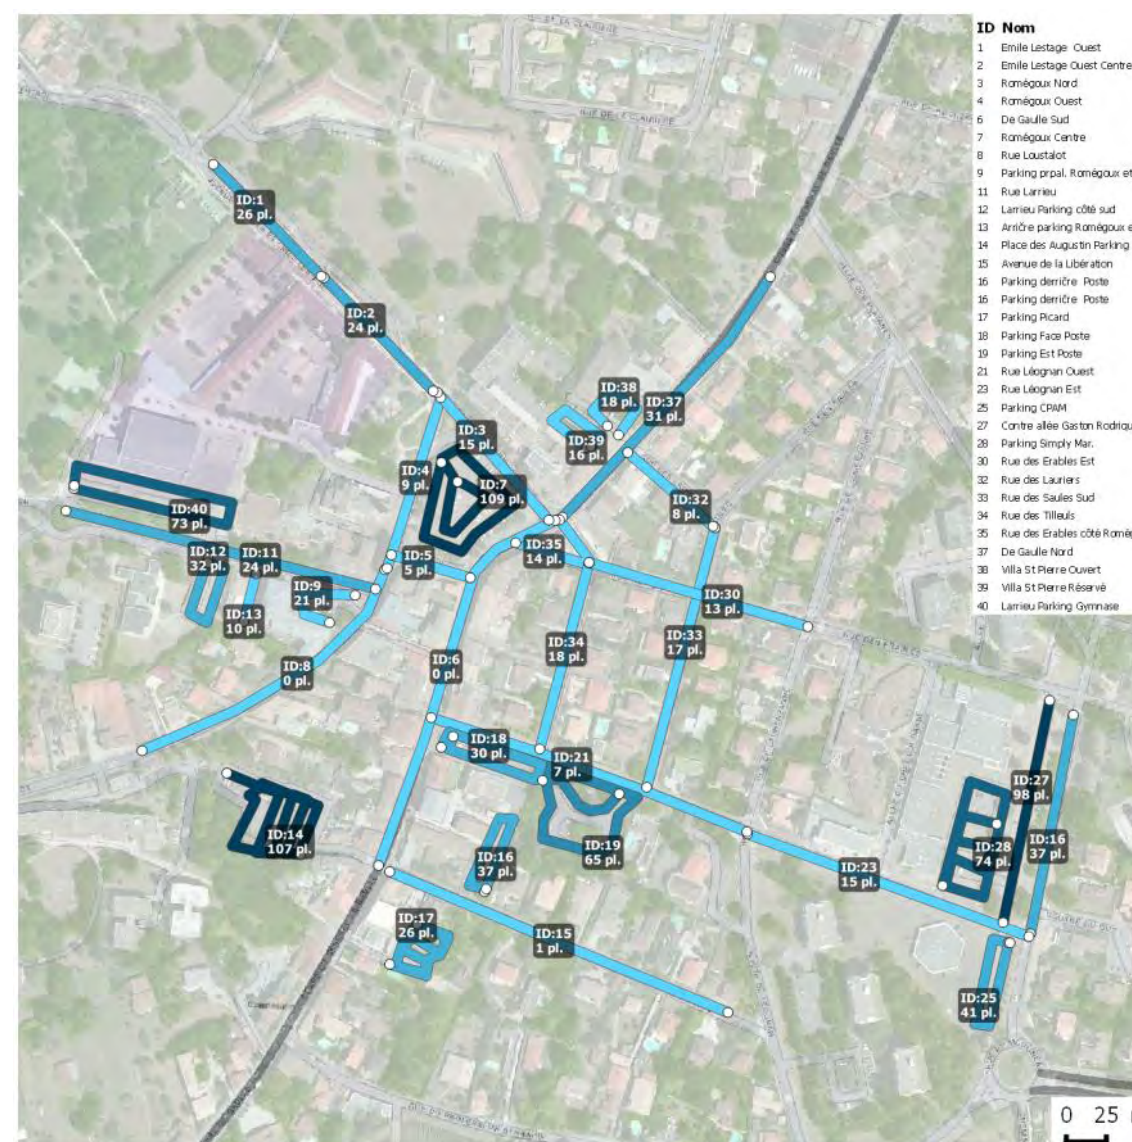 ID Nom
1 Emile Lestage Ouest
2 Emile Lestage Ouest Centre
3 Romégoux Nord
4 Romégoux Ouest
6 De Gaulle Sud
7 Romégoux Centre
8 Rue Loustalot
9 Parking prpal. Romégoux et
11 Rue Larrieu
12 Larrieu Parking côté sud
13 Arričre parking Romégoux e
14 Place des Augustin Parking
15 Avenue de la Libération
16 Parking derričre Poste
16 Parking derričre Poste
17 Parking Picard
18 Parking Face Poste
19 Parking Est Poste
21 Rue Léognan Ouest
23 Rue Léognan Est
25 Parking CPAM
27 Contre allée Gaston Rodrigu
28 Parking Simply Mar.
30 Rue des Erables Est
32 Rue des Lauriers
33 Rue des Saules Sud
34 Rue des Tilleuls
35 Rue des Erables côté Romég
37 De Gaulle Nord
38 Villa St Pierre Ouvert
39 Villa St Pierre Réservé
40 Larrieu Parking Gymnase
ID:1
26 pl.
ID:2
24 pl.
ID:38
18 pl.
ID:37
31 pl.
ID:3
15 pl.
ID:39
16 pl.
ID:4
9 pl.
ID:7
109 pl.
ID:32
8 pl.
ID:40
73 pl.
ID:12
32 pl.
ID:11
24 pl.
ID:5
5 pl.
ID:35
14 pl.
ID:9
21 pl.
ID:30
13 pl.
ID:13
10 pl.
ID:34
18 pl.
ID:33
17 pl.
ID:6
0 pl.
ID:8
0 pl.
ID:18
30 pl.
ID:21
7 pl.
ID:27
98 pl.
ID:14
107 pl.
ID:19
65 pl.
ID:28
74 pl.
ID:16
37 pl.
ID:16
37 pl.
ID:23
15 pl.
ID:17
26 pl.
ID:15
1 pl.
ID:25
41 pl.
0 25